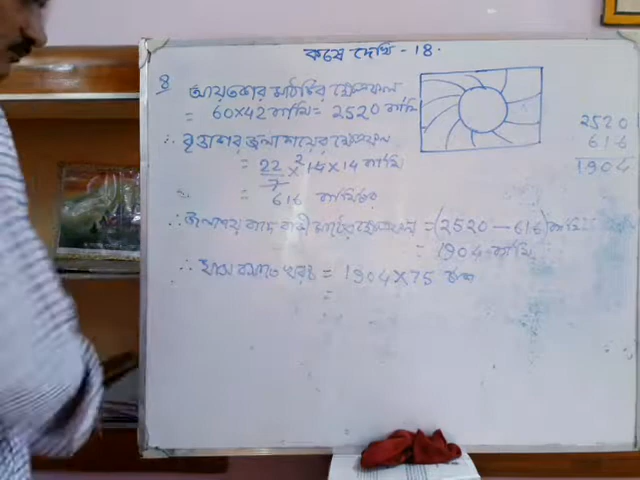 কষে দেখি - 18.
8 আয়তাকার মাঠটির ক্ষেত্রফল
= 60×42 বর্গমি = 2520 বর্গমি
∴ বৃত্তাকার জলাশয়ের ক্ষেত্রফল
= 22/7 × 14 × 14 বর্গমি
2
= 616 বর্গমিটার
∴ জলাশয় বাদে বাকী মাঠের ক্ষেত্রফল = (2520 - 616) বর্গমি
= 1904 বর্গমি
∴ ঘাস লাগাতে খরচ = 1904×75 টাকা
=
2520
616
1904